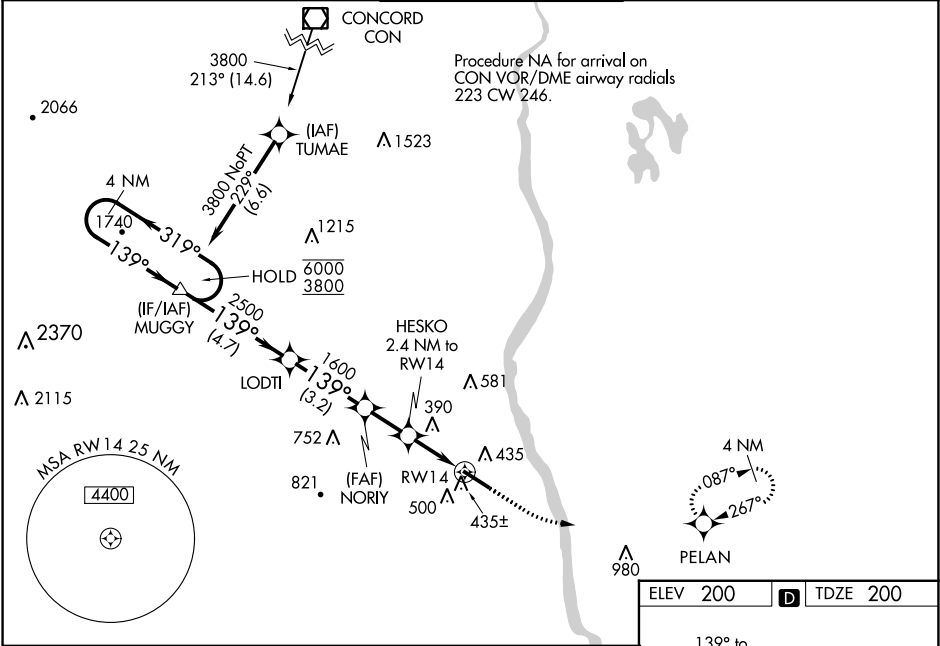 CONCORD
CON
3800
213° (14.6)
Procedure NA for arrival on
CON VOR/DME airway radials
223 CW 246.
2066
(IAF)
TUMAE
1523
3800 NoPT
229°
(6.6)
4 NM
1740
319°
139°
1215
HOLD
6000
3800
(IF/IAF)
MUGGY
2500
139°
(4.7)
2370
HESKO
2.4 NM to
RW14
LODTI
1600
139°
(3.2)
581
2115
390
752
435
MSA RW14 25 NM
4400
(FAF)
NORIY
RW14
821
500
435±
4 NM
087°
267°
PELAN
980
ELEV 200
D
TDZE 200
139° to